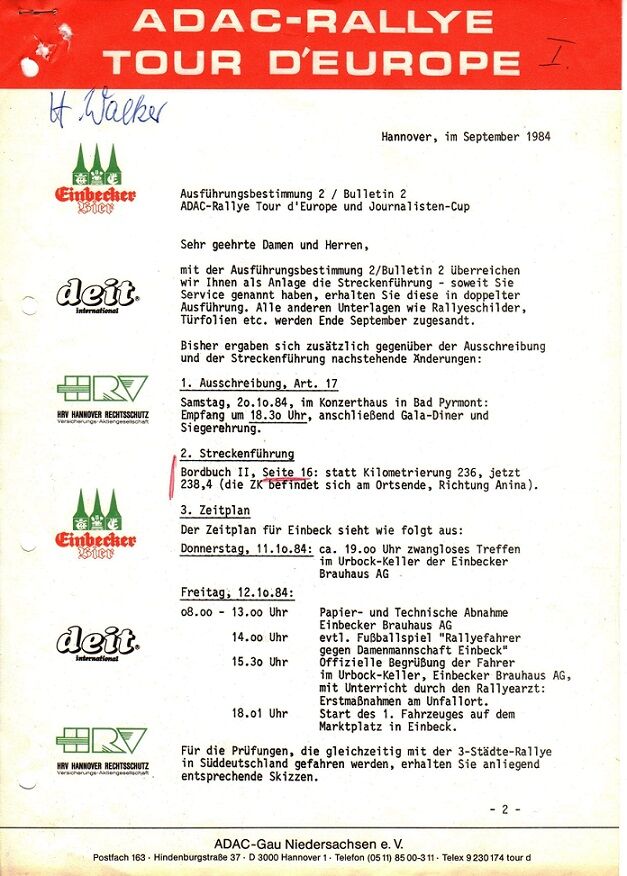 ADAC-RALLYE
TOUR D'EUROPE
I.
H Walker
Hannover, im September 1984
Einbecker
Bier
Ausführungsbestimmung 2 / Bulletin 2
ADAC-Rallye Tour d'Europe und Journalisten-Cup
Sehr geehrte Damen und Herren,
deit
international
mit der Ausführungsbestimmung 2/Bulletin 2 überreichen
wir Ihnen als Anlage die Streckenführung - soweit Sie
Service genannt haben, erhalten Sie diese in doppelter
Ausführung. Alle anderen Unterlagen wie Rallyeschilder,
Türfolien etc. werden Ende September zugesandt.
Bisher ergaben sich zusätzlich gegenüber der Ausschreibung
und der Streckenführung nachstehende Änderungen:
HRV
HRV HANNOVER RECHTSSCHUTZ
Versicherungs-Aktiengesellschaft
1. Ausschreibung, Art. 17
Samstag, 2o.1o.84, im Konzerthaus in Bad Pyrmont:
Empfang um 18.3o Uhr, anschließend Gala-Diner und
Siegerehrung.
2. Streckenführung
Bordbuch II, Seite 16: statt Kilometrierung 236, jetzt
238,4 (die ZK befindet sich am Ortsende, Richtung Anina).
Einbecker
Bier
3. Zeitplan
Der Zeitplan für Einbeck sieht wie folgt aus:
Donnerstag, 11.1o.84: ca. 19.oo Uhr zwangloses Treffen
im Urbock-Keller der Einbecker
Brauhaus AG
Freitag, 12.1o.84:
o8.oo - 13.oo Uhr Papier- und Technische Abnahme
Einbecker Brauhaus AG
deit
international
14.oo Uhr evtl. Fußballspiel "Rallyefahrer
gegen Damenmannschaft Einbeck"
15.3o Uhr Offizielle Begrüßung der Fahrer
im Urbock-Keller, Einbecker Brauhaus AG,
mit Unterricht durch den Rallyearzt:
Erstmaßnahmen am Unfallort.
18.o1 Uhr Start des 1. Fahrzeuges auf dem
Marktplatz in Einbeck.
HRV
HRV HANNOVER RECHTSSCHUTZ
Versicherungs-Aktiengesellschaft
Für die Prüfungen, die gleichzeitig mit der 3-Städte-Rallye
in Süddeutschland gefahren werden, erhalten Sie anliegend
entsprechende Skizzen.
- 2 -
ADAC-Gau Niedersachsen e. V.
Postfach 163 · Hindenburgstraße 37 · D 3000 Hannover 1 · Telefon (05 11) 85 00-3 11 · Telex 9 230 174 tour d